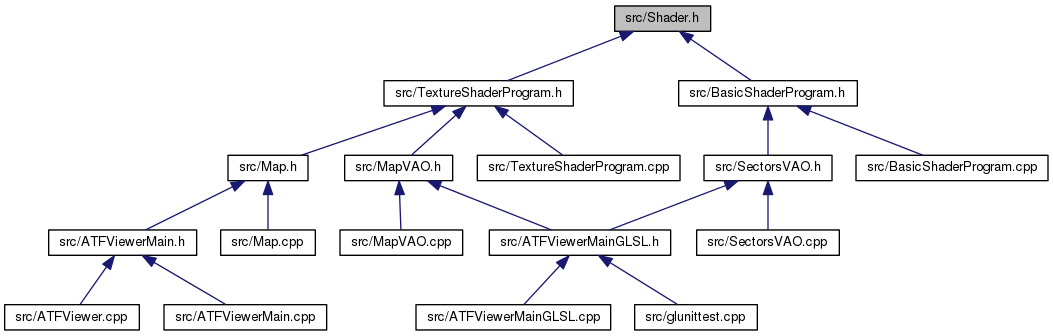 src/Shader.h
src/TextureShaderProgram.h
src/BasicShaderProgram.h
src/Map.h
src/MapVAO.h
src/TextureShaderProgram.cpp
src/SectorsVAO.h
src/BasicShaderProgram.cpp
src/ATFViewerMain.h
src/Map.cpp
src/MapVAO.cpp
src/ATFViewerMainGLSL.h
src/SectorsVAO.cpp
src/ATFViewer.cpp
src/ATFViewerMain.cpp
src/ATFViewerMainGLSL.cpp
src/glunittest.cpp